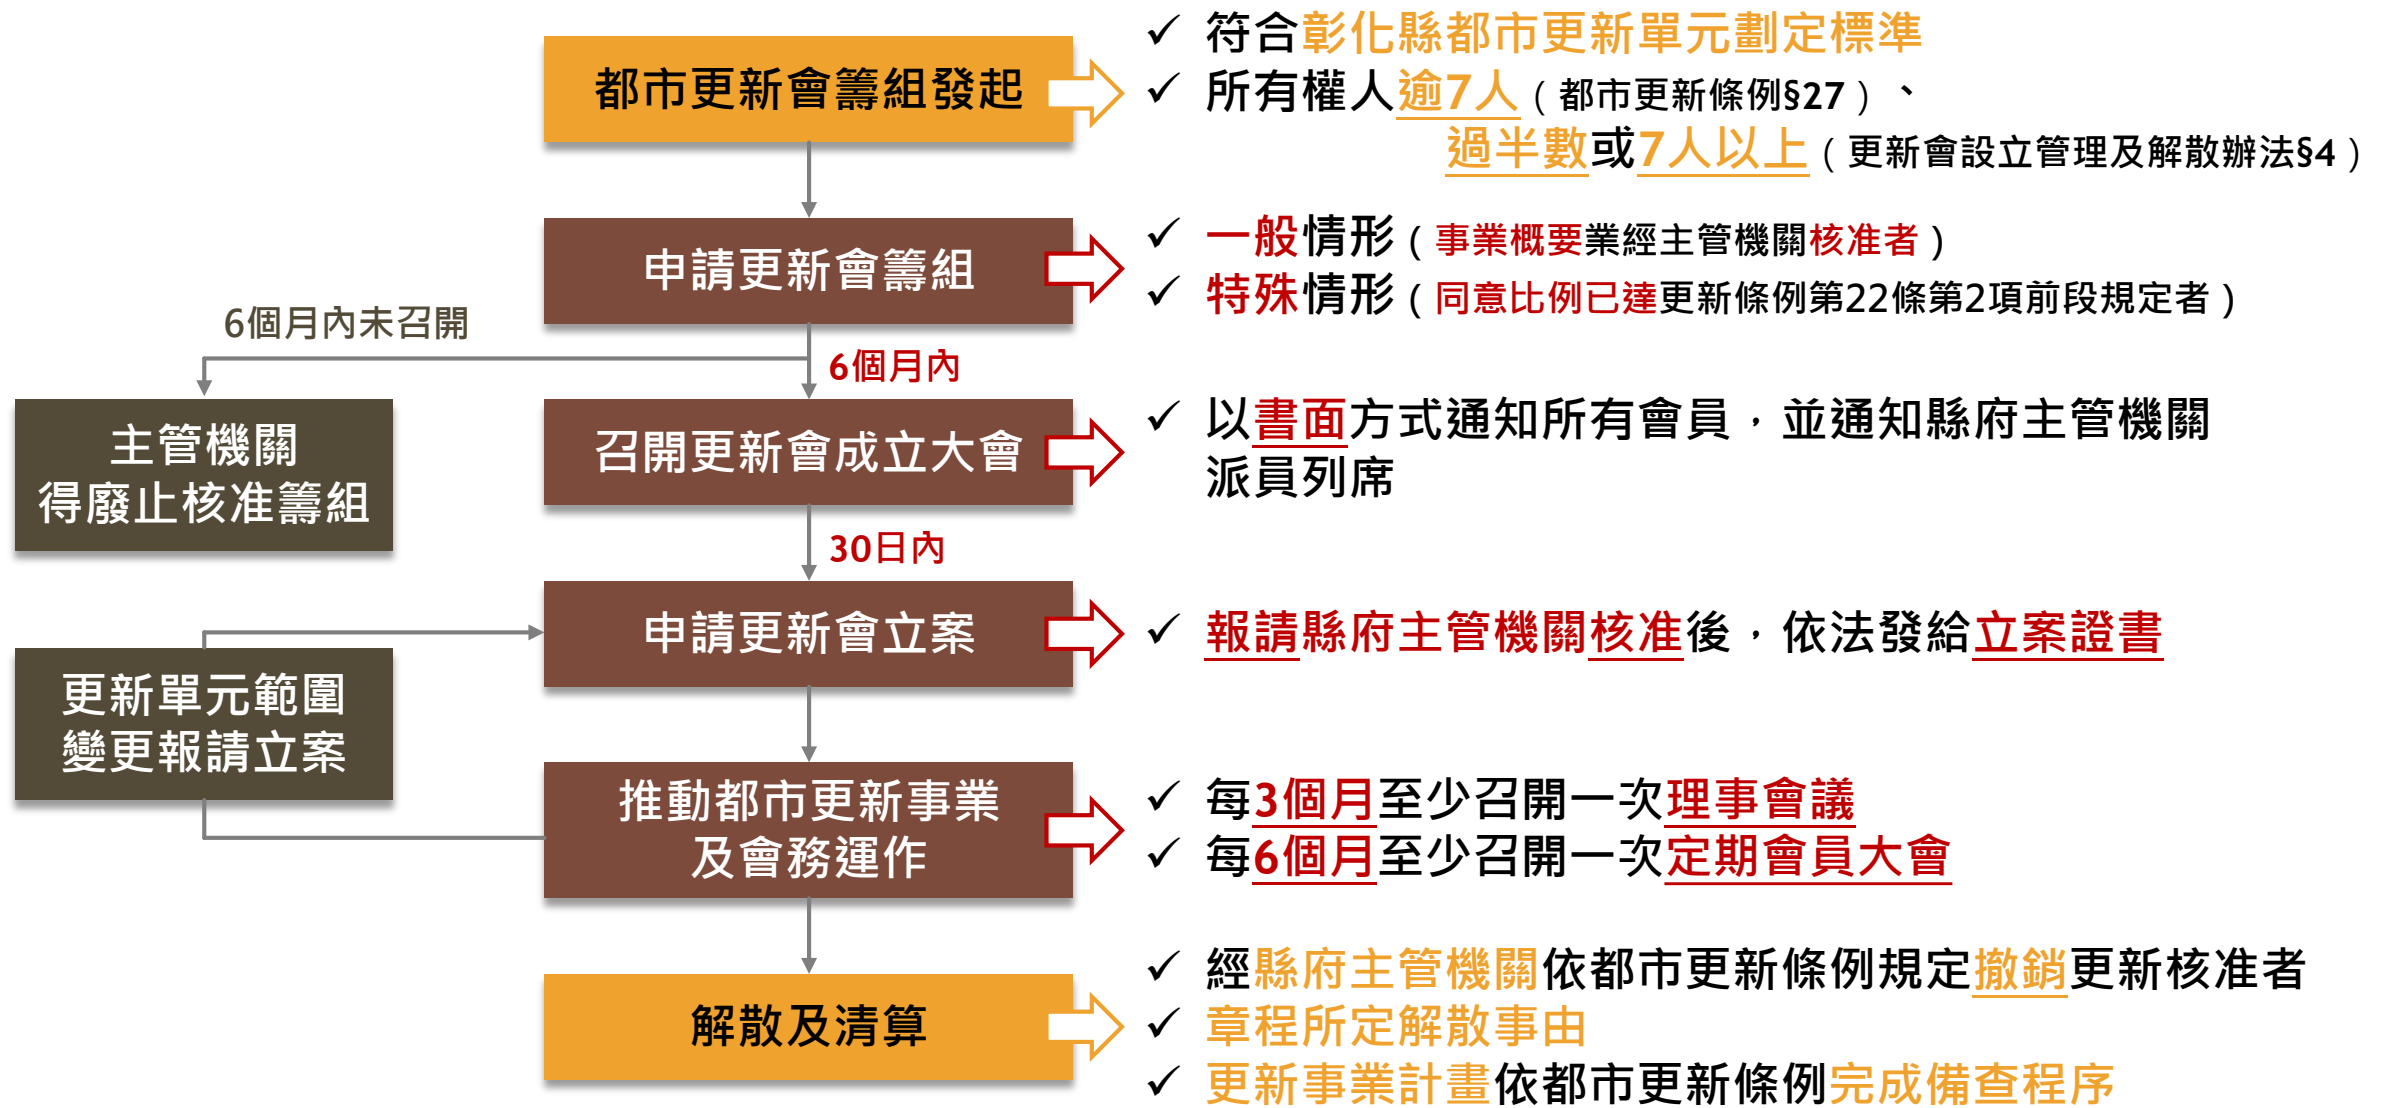 都市更新會籌組發起
✓ 符合彰化縣都市更新單元劃定標準
✓ 所有權人逾7人（都市更新條例§27）、
過半數或7人以上（更新會設立管理及解散辦法§4）
申請更新會籌組
✓ 一般情形（事業概要業經主管機關核准者）
✓ 特殊情形（同意比例已達更新條例第22條第2項前段規定者）
6個月內未召開
6個月內
主管機關
得廢止核准籌組
召開更新會成立大會
✓ 以書面方式通知所有會員，並通知縣府主管機關
派員列席
30日內
申請更新會立案
✓ 報請縣府主管機關核准後，依法發給立案證書
更新單元範圍
變更報請立案
推動都市更新事業
及會務運作
✓ 每3個月至少召開一次理事會議
✓ 每6個月至少召開一次定期會員大會
解散及清算
✓ 經縣府主管機關依都市更新條例規定撤銷更新核准者
✓ 章程所定解散事由
✓ 更新事業計畫依都市更新條例完成備查程序